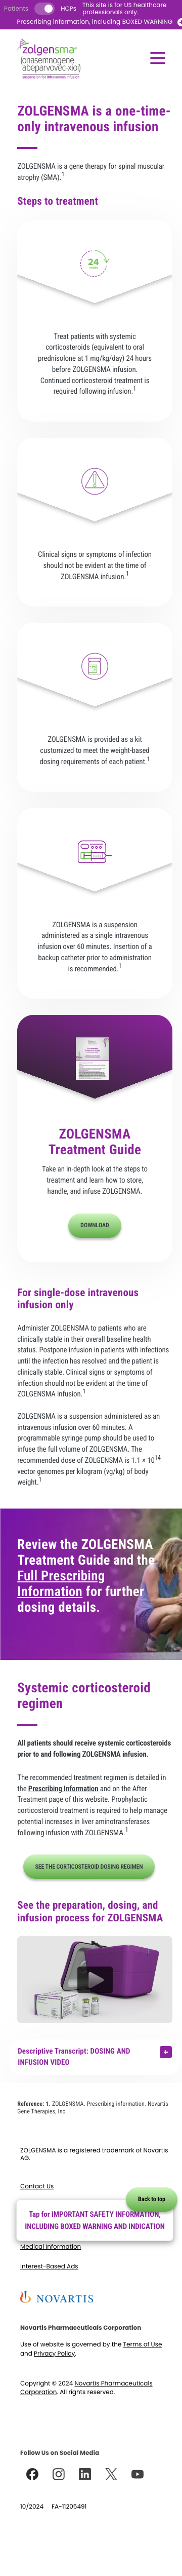 Patients
HCPs
This site is for US healthcare
professionals only.
Prescribing Information, including BOXED WARNING
zolgensma®
(onasemnogene
abeparvovec-xioi)
ZOLGENSMA is a one-time-
only intravenous infusion
ZOLGENSMA is a gene therapy for spinal muscular
atrophy (SMA).1
Steps to treatment
24
Treat patients with systemic
corticosteroids (equivalent to oral
prednisolone at 1 mg/kg/day) 24 hours
before ZOLGENSMA infusion.
Continued corticosteroid treatment is
required following infusion.1
Clinical signs or symptoms of infection
should not be evident at the time of
ZOLGENSMA infusion.1
ZOLGENSMA is provided as a kit
customized to meet the weight-based
dosing requirements of each patient.1
ZOLGENSMA is a suspension
administered as a single intravenous
infusion over 60 minutes. Insertion of a
backup catheter prior to administration
is recommended.1
ZOLGENSMA
Treatment Guide
Take an in-depth look at the steps to
treatment and learn how to store,
handle, and infuse ZOLGENSMA.
DOWNLOAD
For single-dose intravenous
infusion only
Administer ZOLGENSMA to patients who are
clinically stable in their overall baseline health
status. Postpone infusion in patients with infections
until the infection has resolved and the patient is
clinically stable. Clinical signs or symptoms of
infection should not be evident at the time of
ZOLGENSMA infusion.1
ZOLGENSMA is a suspension administered as an
intravenous infusion over 60 minutes. A
programmable syringe pump should be used to
infuse the full volume of ZOLGENSMA. The
recommended dose of ZOLGENSMA is 1.1 × 1014
vector genomes per kilogram (vg/kg) of body
weight.1
Review the ZOLGENSMA
Treatment Guide and the
Full Prescribing
Information for further
dosing details.
Systemic corticosteroid
regimen
All patients should receive systemic corticosteroids
prior to and following ZOLGENSMA infusion.
The recommended treatment regimen is detailed in
the Prescribing Information and on the After
Treatment page of this website. Prophylactic
corticosteroid treatment is required to help manage
potential increases in liver aminotransferases
following infusion with ZOLGENSMA.1
SEE THE CORTICOSTEROID DOSING REGIMEN
See the preparation, dosing, and
infusion process for ZOLGENSMA
Descriptive Transcript: DOSING AND
INFUSION VIDEO
Reference: 1. ZOLGENSMA. Prescribing information. Novartis
Gene Therapies, Inc.
ZOLGENSMA is a registered trademark of Novartis
AG.
Contact Us
Back to top
Tap for IMPORTANT SAFETY INFORMATION,
INCLUDING BOXED WARNING AND INDICATION
Medical Information
Interest-Based Ads
NOVARTIS
Novartis Pharmaceuticals Corporation
Use of website is governed by the Terms of Use
and Privacy Policy.
Copyright © 2024 Novartis Pharmaceuticals
Corporation. All rights reserved.
Follow Us on Social Media
10/2024 FA-11205491